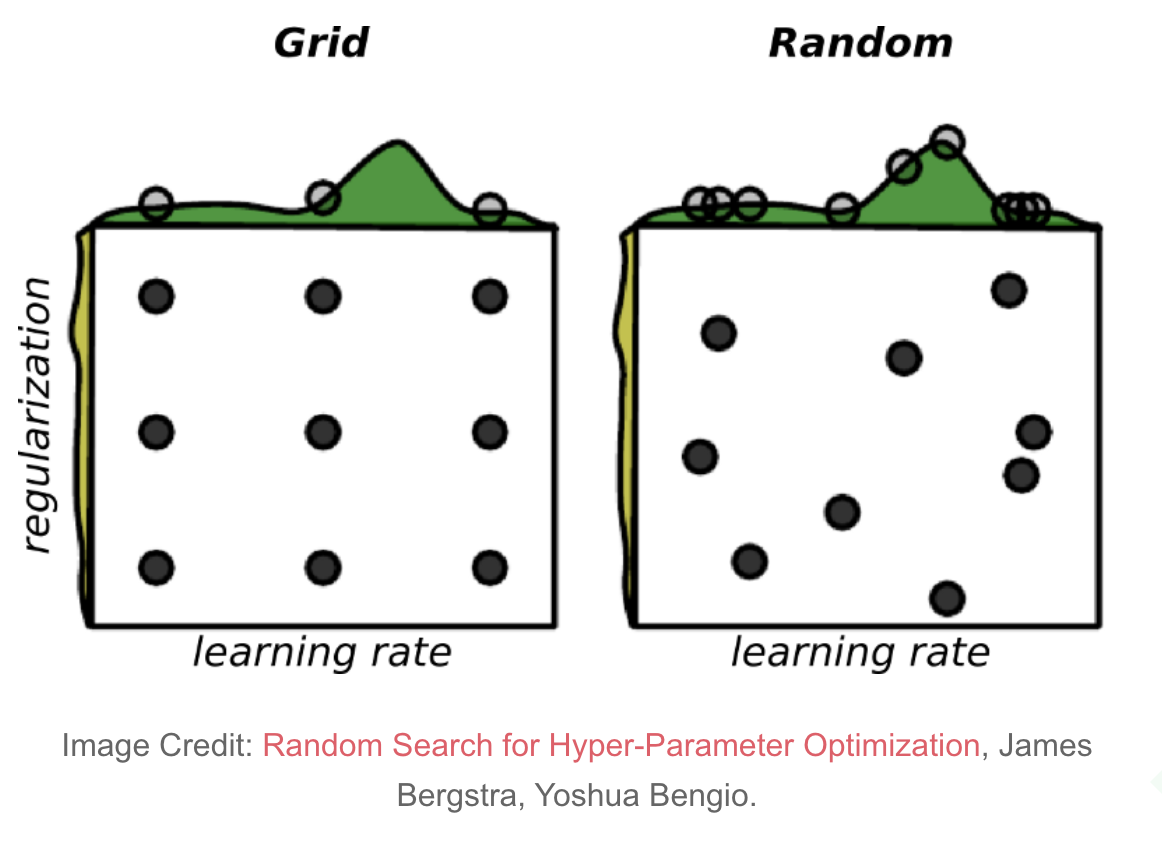 Grid
Random
regularization
learning rate
learning rate
Image Credit: Random Search for Hyper-Parameter Optimization, James
Bergstra, Yoshua Bengio.